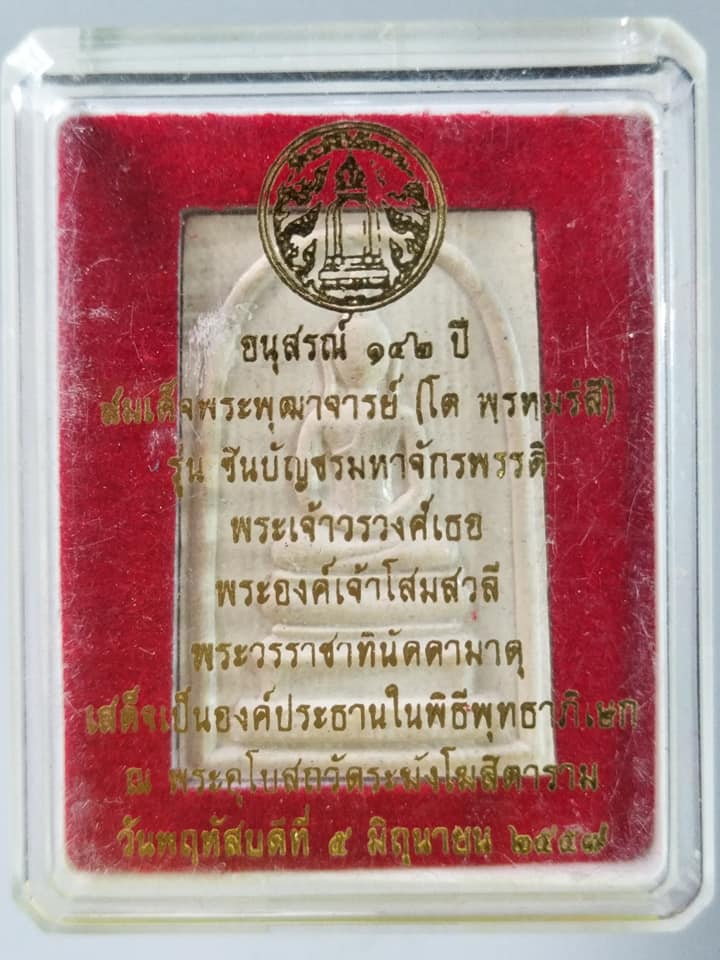 อนุสรณ์ ๑๔๒ ปี
สมเด็จพระพุฒาจารย์ (โต พฺรหฺมรํสี)
รุ่น ชินบัญชรมหาจักรพรรดิ
พระเจ้าวรวงศ์เธอ
พระองค์เจ้าโสมสวลี
พระวรราชาทินัดดามาตุ
เสด็จเป็นองค์ประธานในพิธีพุทธาภิเษก
ณ พระอุโบสถวัดระฆังโฆสิตาราม
วันพฤหัสบดีที่ ๕ มิถุนายน ๒๕๕๗